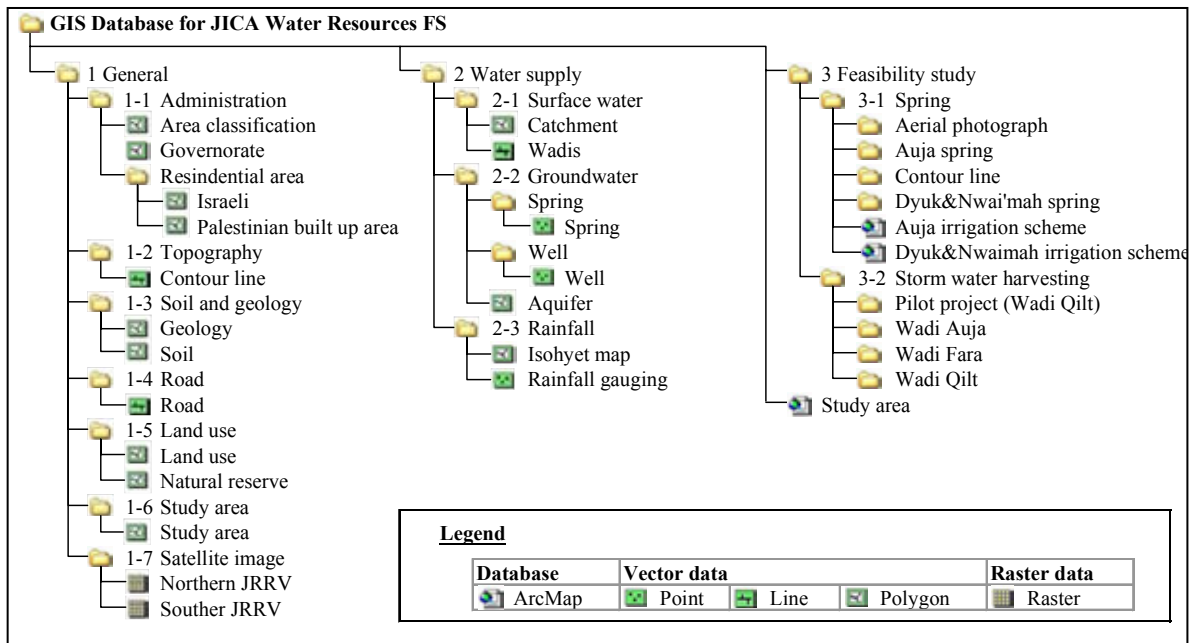 GIS Database for JICA Water Resources FS
1 General
1-1 Administration
Area classification
Governorate
Resindential area
Israeli
Palestinian built up area
1-2 Topography
Contour line
1-3 Soil and geology
Geology
Soil
1-4 Road
Road
1-5 Land use
Land use
Natural reserve
1-6 Study area
Study area
1-7 Satellite image
Northern JRRV
Souther JRRV
2 Water supply
2-1 Surface water
Catchment
Wadis
2-2 Groundwater
Spring
Spring
Well
Well
Aquifer
2-3 Rainfall
Isohyet map
Rainfall gauging
3 Feasibility study
3-1 Spring
Aerial photograph
Auja spring
Contour line
Dyuk&Nwai'mah spring
Auja irrigation scheme
Dyuk&Nwaimah irrigation scheme
3-2 Storm water harvesting
Pilot project (Wadi Qilt)
Wadi Auja
Wadi Fara
Wadi Qilt
Study area
Legend
Database Vector data Raster data
ArcMap Point Line Polygon Raster